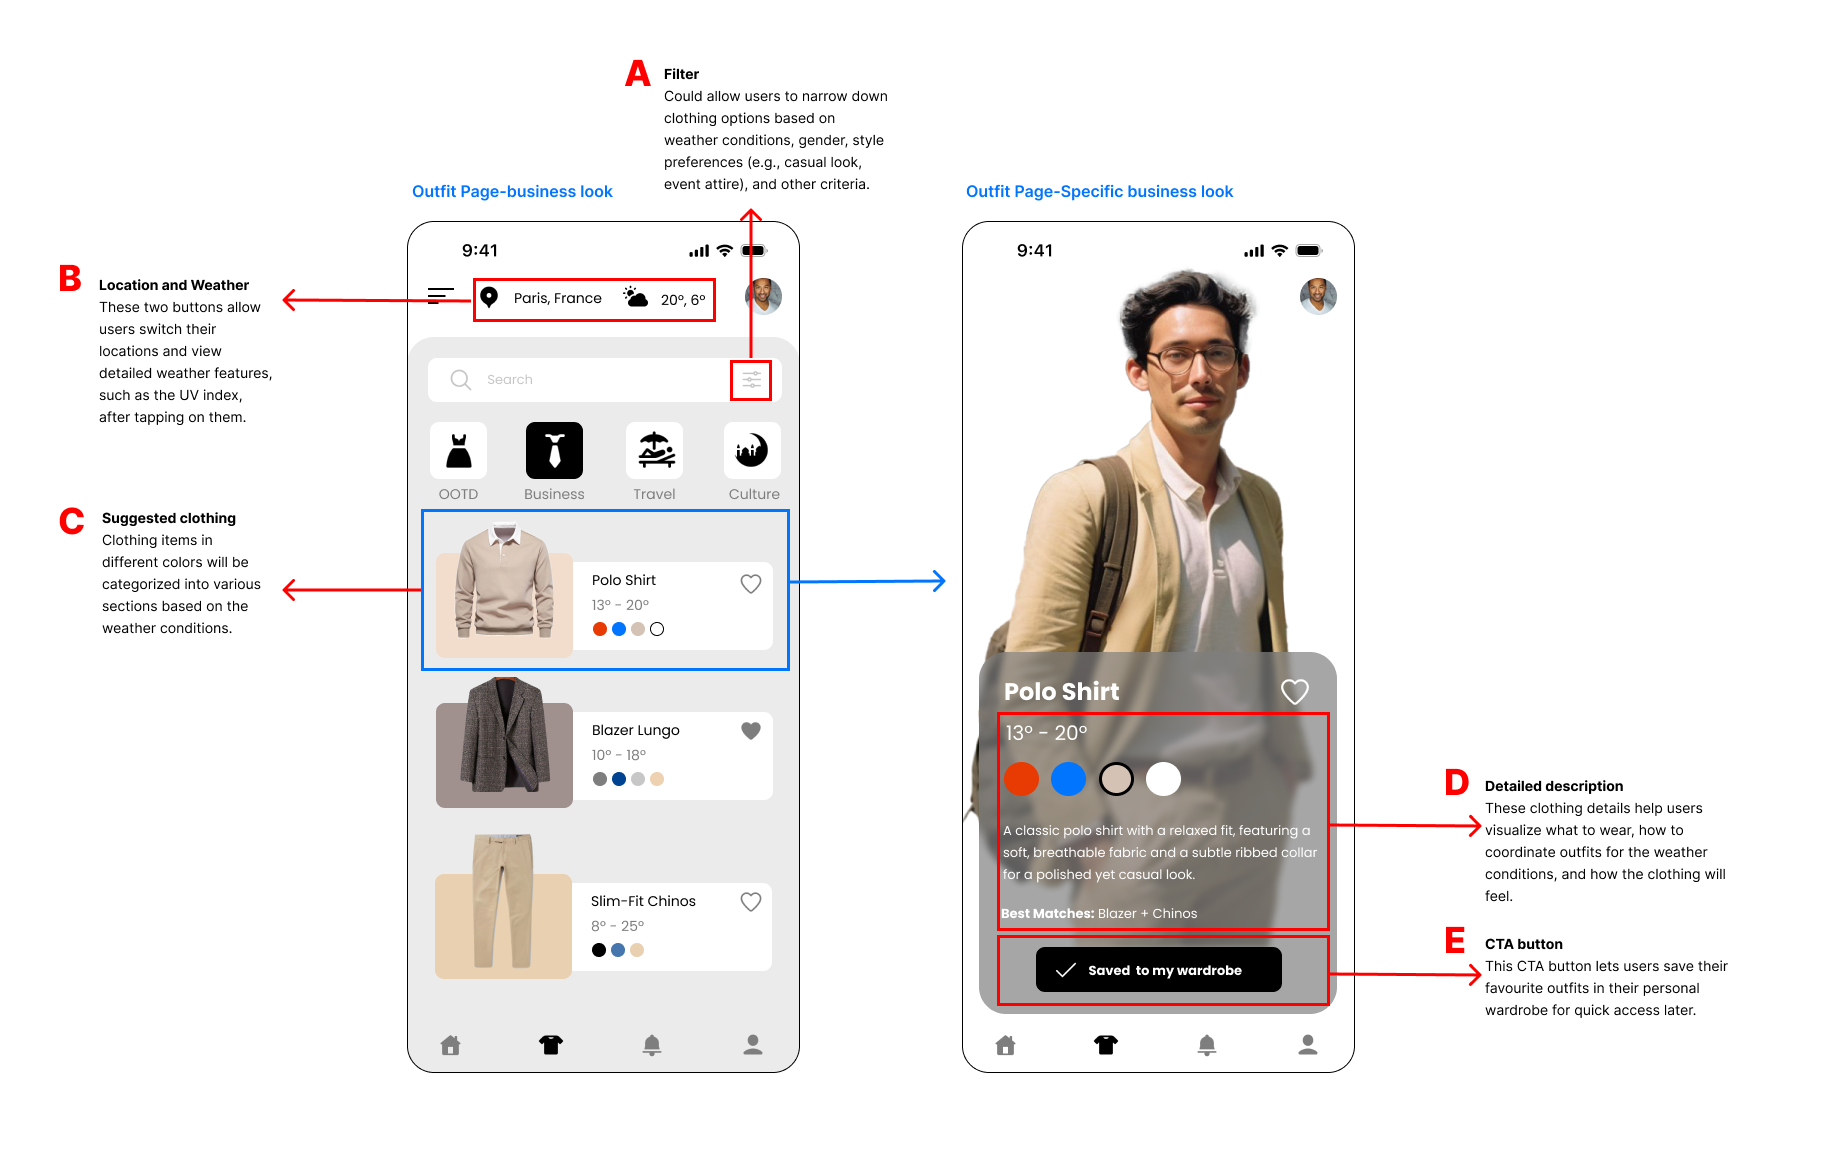 A
Filter
Could allow users to narrow down
clothing options based on
weather conditions, gender, style
preferences (e.g., casual look,
event attire), and other criteria.
Outfit Page-business look
Outfit Page-Specific business look
B
Location and Weather
These two buttons allow
users switch their
locations and view
detailed weather features,
such as the UV index,
after tapping on them.
C
Suggested clothing
Clothing items in
different colors will be
categorized into various
sections based on the
weather conditions.
9:41
Paris, France
20°, 6°
Search
OOTD
Business
Travel
Culture
Polo Shirt
13° - 20°
Blazer Lungo
10° - 18°
Slim-Fit Chinos
8° - 25°
9:41
Polo Shirt
13° - 20°
A classic polo shirt with a relaxed fit, featuring a
soft, breathable fabric and a subtle ribbed collar
for a polished yet casual look.
Best Matches: Blazer + Chinos
Saved to my wardrobe
D
Detailed description
These clothing details help users
visualize what to wear, how to
coordinate outfits for the weather
conditions, and how the clothing will
feel.
E
CTA button
This CTA button lets users save their
favourite outfits in their personal
wardrobe for quick access later.